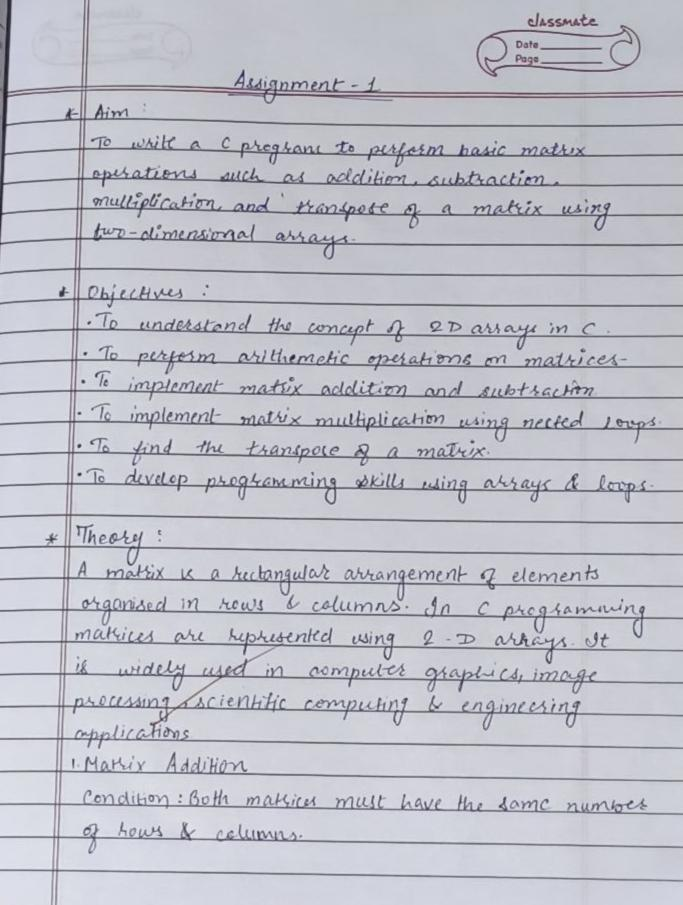 classmate
Date
Page
Assignment - 1
* Aim :
To write a C program to perform basic matrix
operations such as addition, subtraction,
multiplication, and transpose of a matrix using
two-dimensional arrays.
* Objectives :
· To understand the concept of 2D arrays in C.
· To perform arithemetic operations on matrices-
· To implement matrix addition and subtraction
· To implement matrix multiplication using nected loops.
· To find the transpose of a matrix.
· To develop programming skills using arrays & loops.
* Theory :
A matrix is a rectangular arrangement of elements
organised in rows & columns. In C programming
matrices are represented using 2-D arrays. It
is widely used in computer graphics, image
processing, scientific computing & engineering
applications
1. Matrix Addition
Condition : Both matrices must have the same number
of rows & columns.